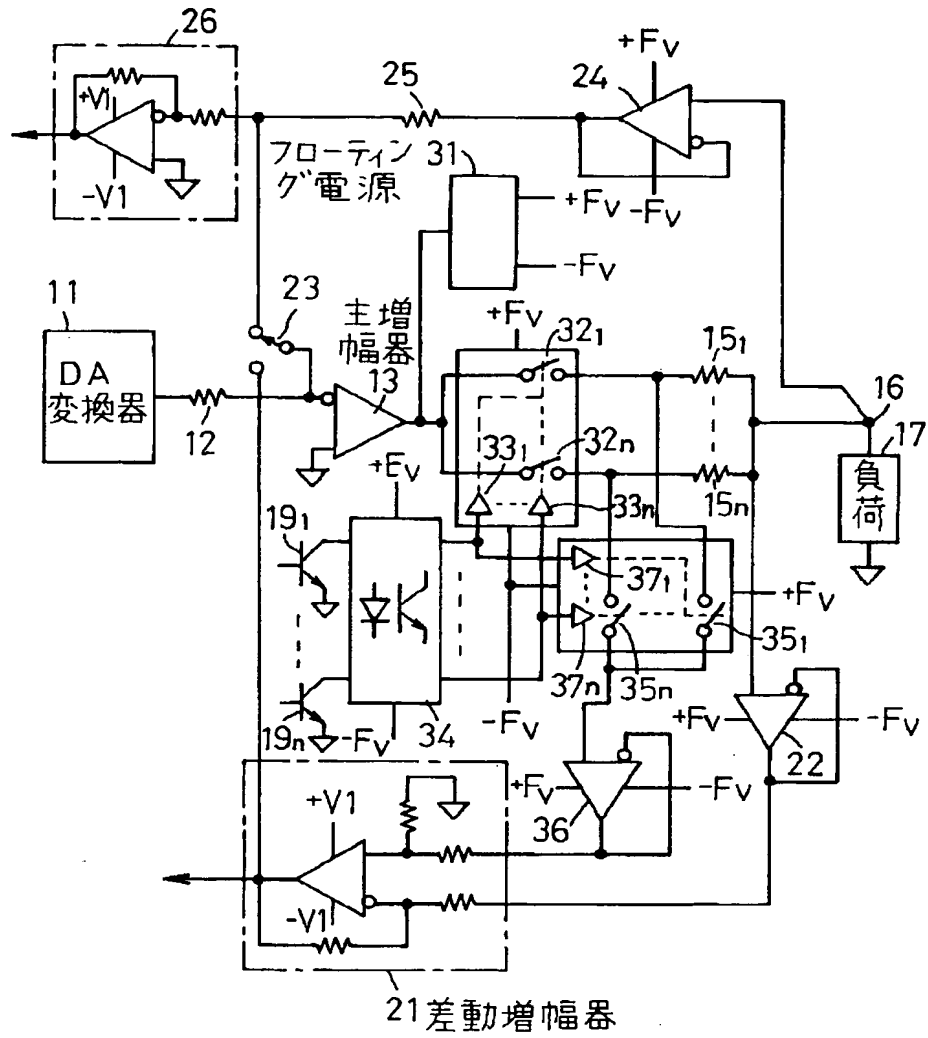 26
+V1
-V1
25
24
+FV
-FV
フローティン
グ電源
31
+FV
-FV
11
DA
変換器
12
23
主増
幅器
13
+FV
32₁
32n
33₁
33n
15₁
15n
16
17
負荷
+EV
19₁
19n
-FV
34
-FV
37₁
37n
35n
35₁
+FV
+FV
-FV
22
+FV
-FV
36
+V1
-V1
21差動増幅器